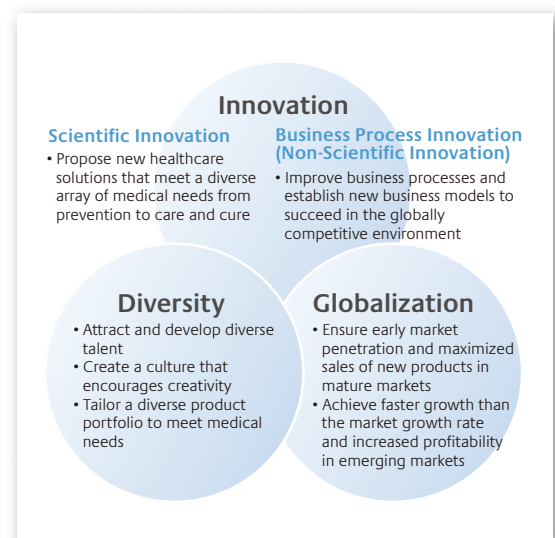 Innovation
Scientific Innovation
• Propose new healthcare
solutions that meet a diverse
array of medical needs from
prevention to care and cure
Business Process Innovation
(Non-Scientific Innovation)
• Improve business processes and
establish new business models to
succeed in the globally
competitive environment
Diversity
• Attract and develop diverse
talent
• Create a culture that
encourages creativity
• Tailor a diverse product
portfolio to meet medical
needs
Globalization
• Ensure early market
penetration and maximized
sales of new products in
mature markets
• Achieve faster growth than
the market growth rate
and increased profitability
in emerging markets